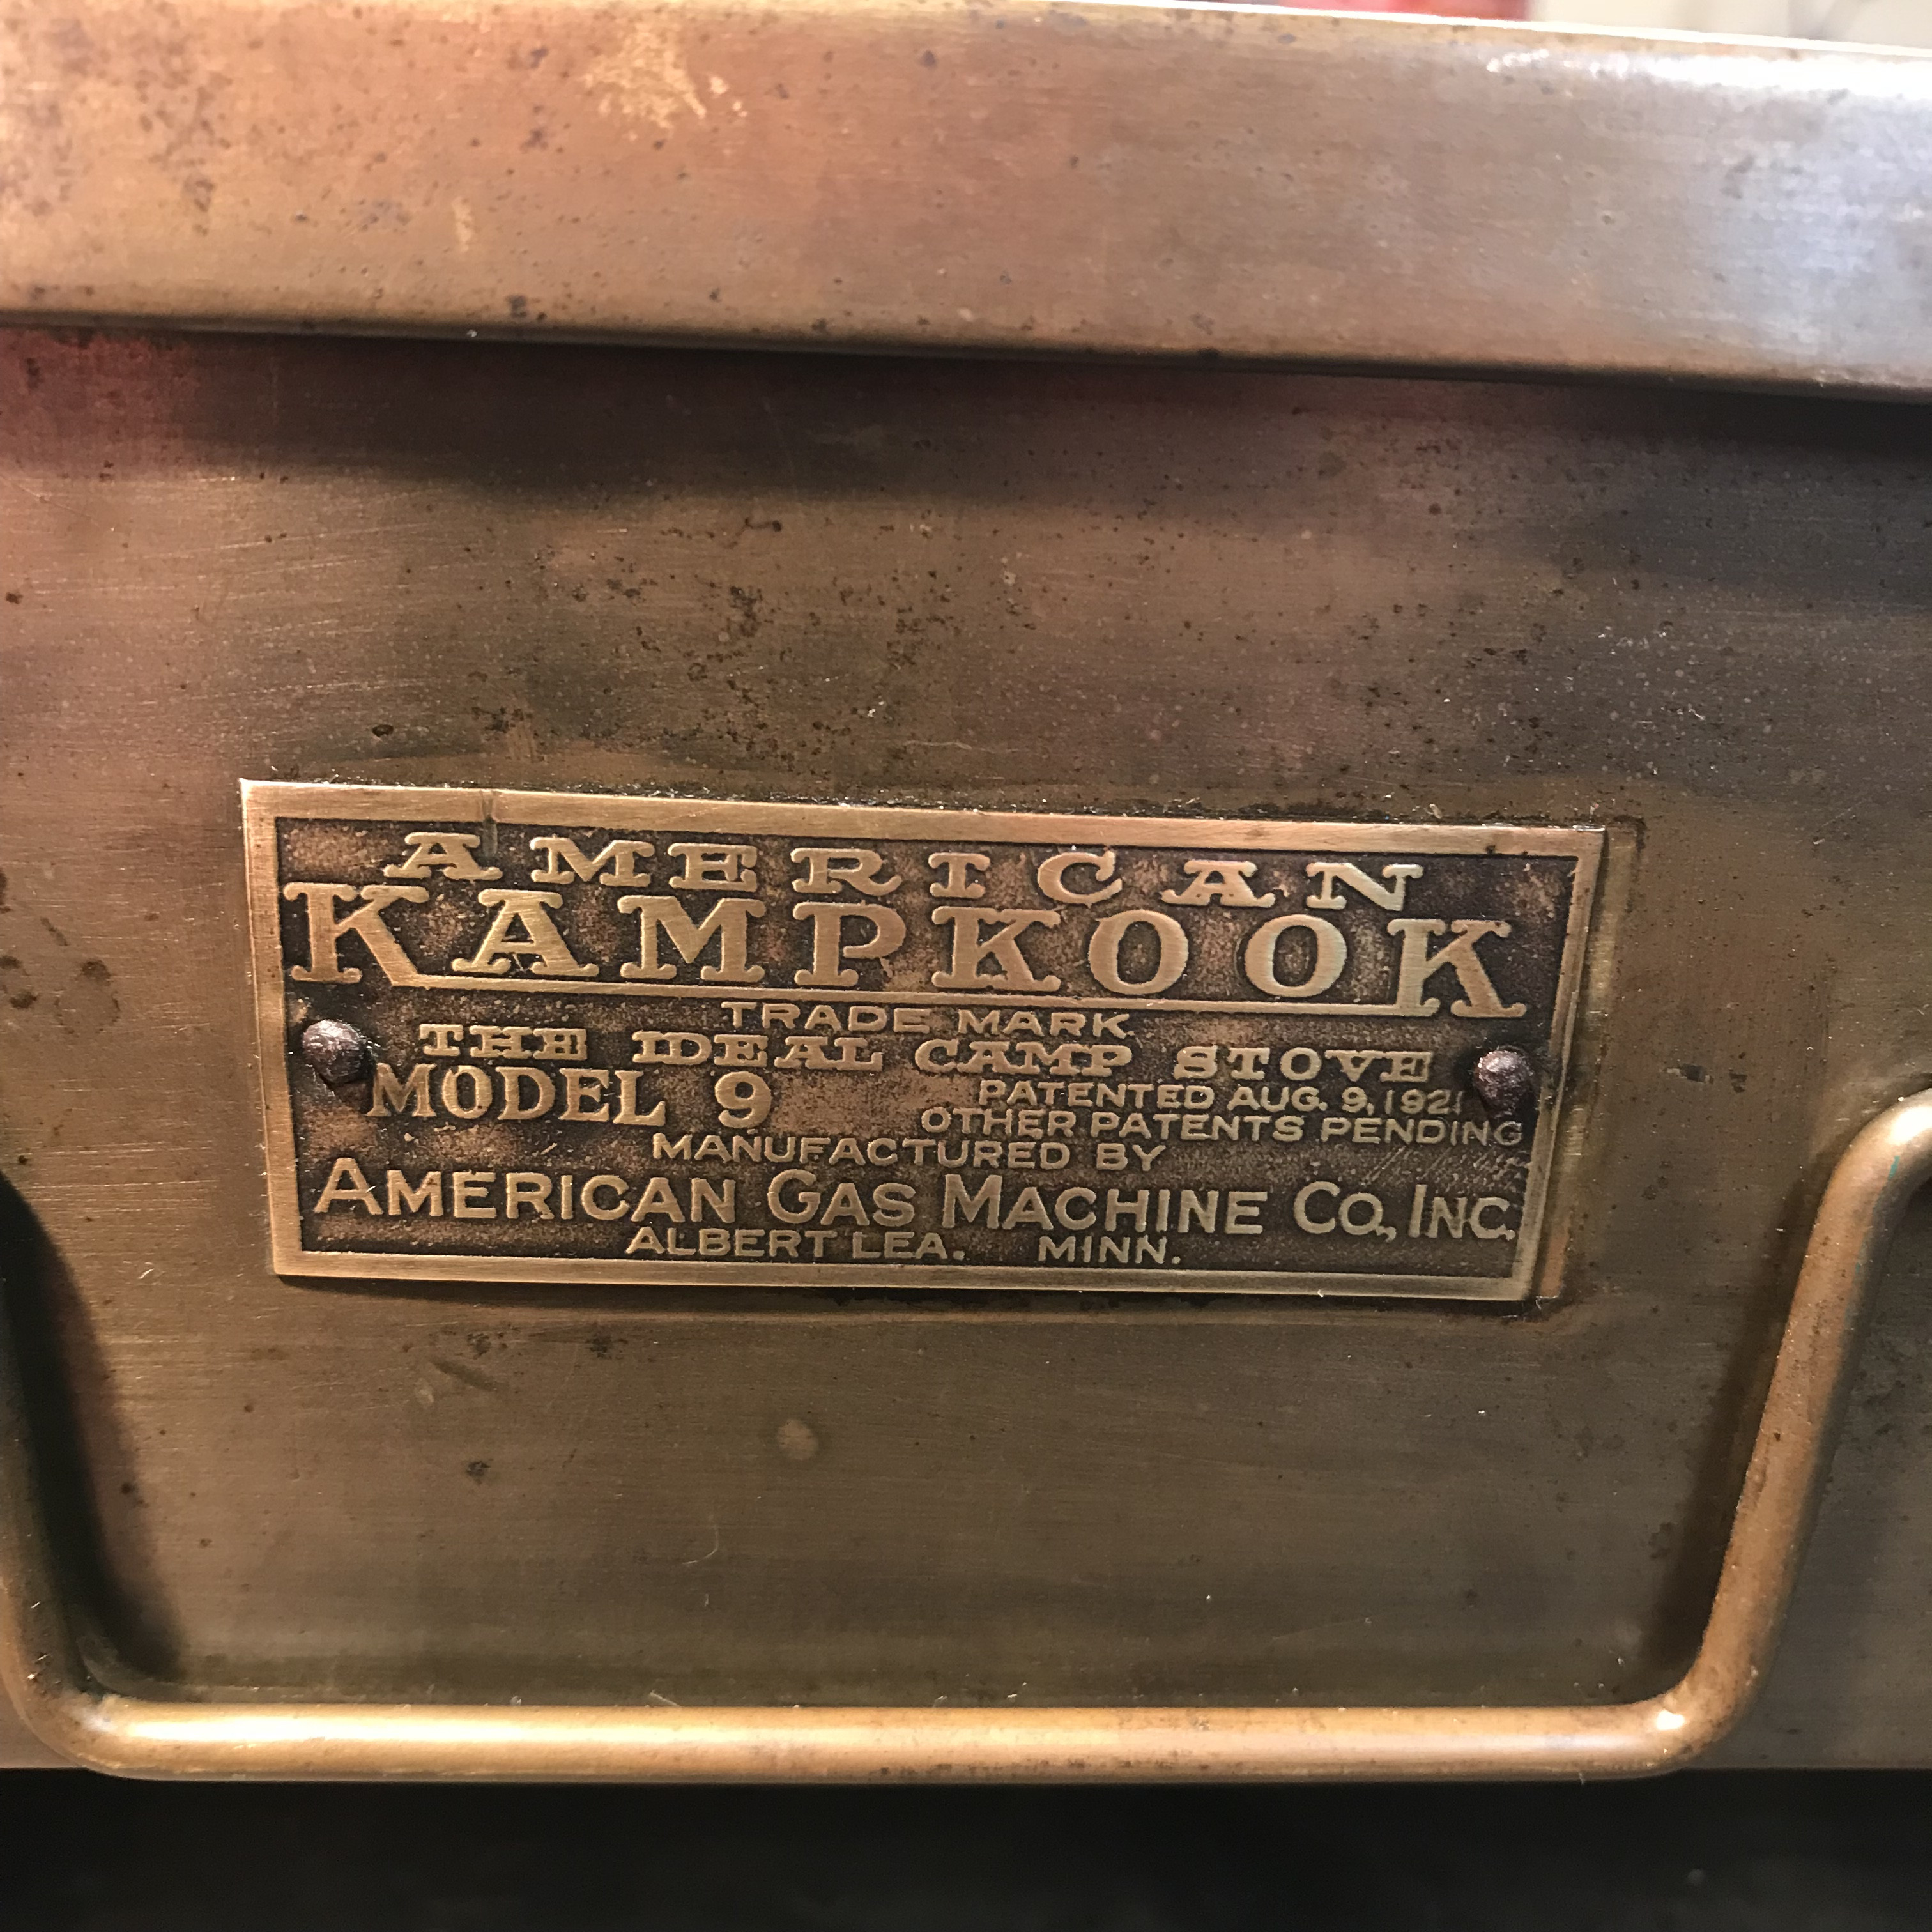 AMERICAN
KAMPKOOK
TRADE MARK
THE IDEAL CAMP STOVE
MODEL 9 PATENTED AUG. 9, 1921
OTHER PATENTS PENDING
MANUFACTURED BY
AMERICAN GAS MACHINE CO., INC.
ALBERT LEA. MINN.